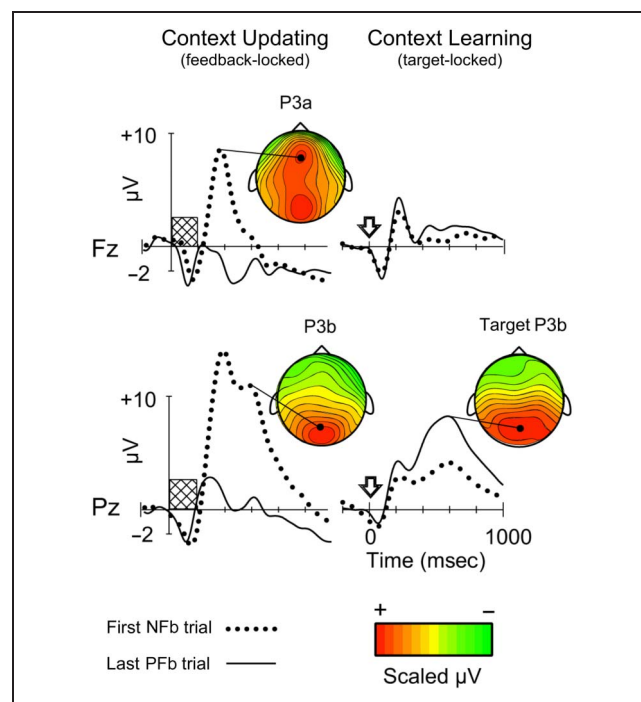 Context Updating
(feedback-locked)
Context Learning
(target-locked)
P3a
+10
µV
Fz
−2
P3b
Target P3b
+10
µV
Pz
−2
0
1000
Time (msec)
First NFb trial
Last PFb trial
+
−
Scaled µV